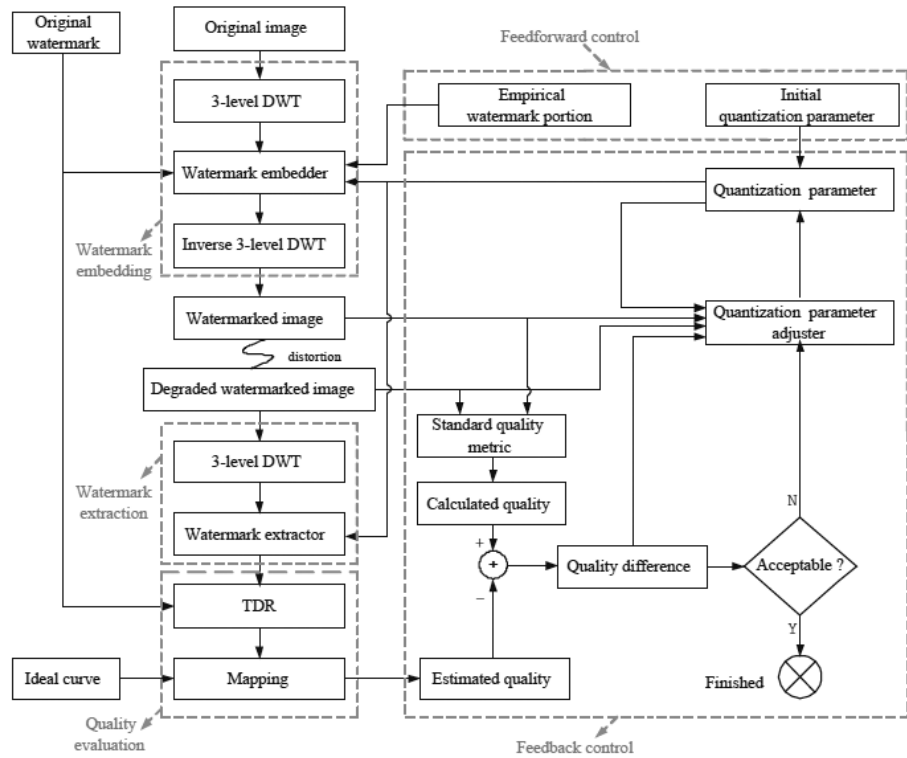 Original
watermark
Original image
Feedforward control
3-level DWT
Empirical
watermark portion
Initial
quantization parameter
Watermark embedder
Quantization parameter
Inverse 3-level DWT
Watermark
embedding
Watermarked image
Quantization parameter
adjuster
distortion
Degraded watermarked image
Standard quality
metric
3-level DWT
Watermark
extraction
Calculated quality
N
Watermark extractor
+
+
Quality difference
Acceptable ?
−
TDR
Y
Ideal curve
Mapping
Estimated quality
Finished
Quality
evaluation
Feedback control